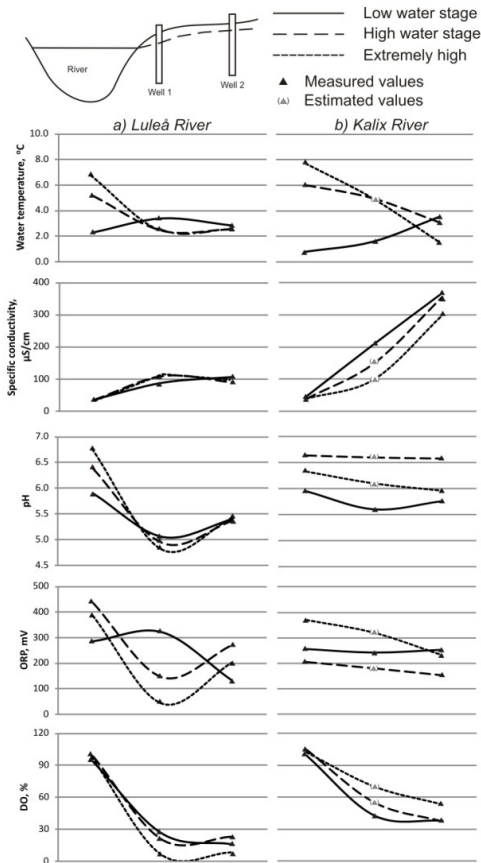 Low water stage
High water stage
Extremely high
River
Well 1
Well 2
Measured values
Estimated values
a) Luleå River
b) Kalix River
Water temperature, ºC
10.0
8.0
6.0
4.0
2.0
0.0
Specific conductivity,
µS/cm
400
300
200
100
0
pH
7.0
6.5
6.0
5.5
5.0
4.5
ORP, mV
500
400
300
200
100
0
DO, %
120
90
60
30
0